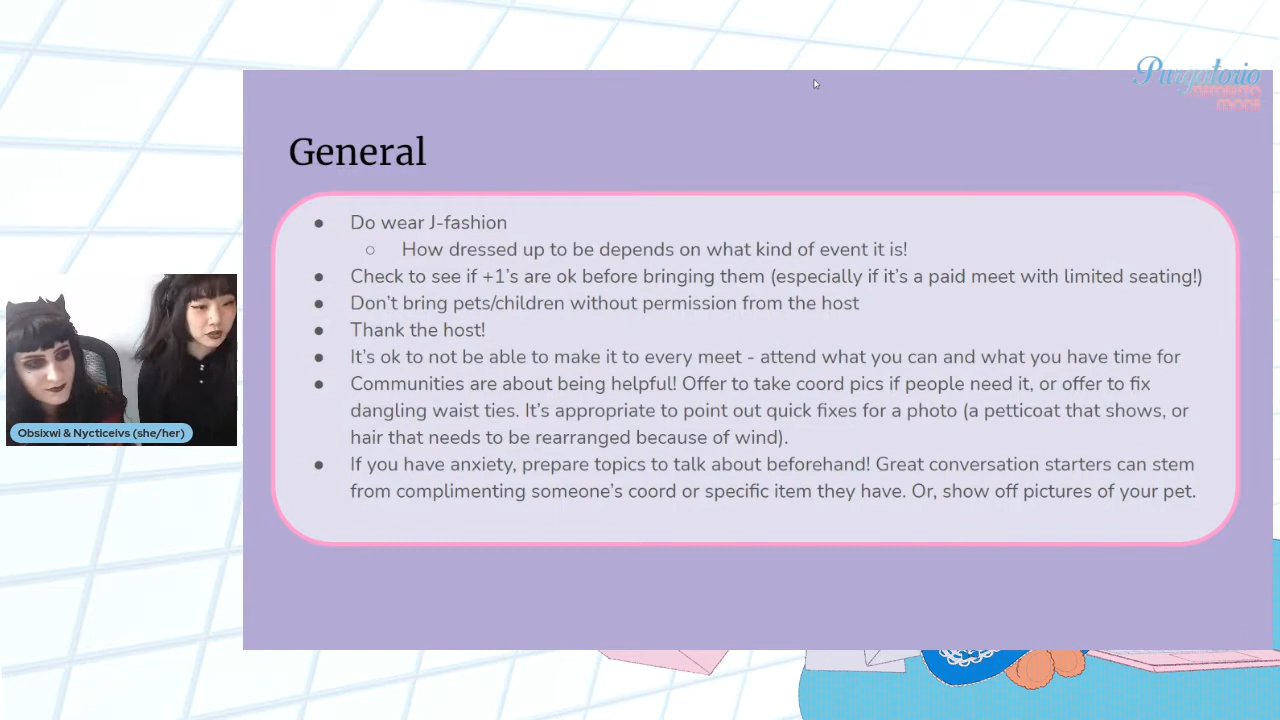 Purgatorio
General
● Do wear J-fashion
○ How dressed up to be depends on what kind of event it is!
● Check to see if +1's are ok before bringing them (especially if it's a paid meet with limited seating!)
● Don't bring pets/children without permission from the host
● Thank the host!
● It's ok to not be able to make it to every meet - attend what you can and what you have time for
● Communities are about being helpful! Offer to take coord pics if people need it, or offer to fix
dangling waist ties. It's appropriate to point out quick fixes for a photo (a petticoat that shows, or
hair that needs to be rearranged because of wind).
● If you have anxiety, prepare topics to talk about beforehand! Great conversation starters can stem
from complimenting someone's coord or specific item they have. Or, show off pictures of your pet.
Obsixwi & Nycticeivs (she/her)